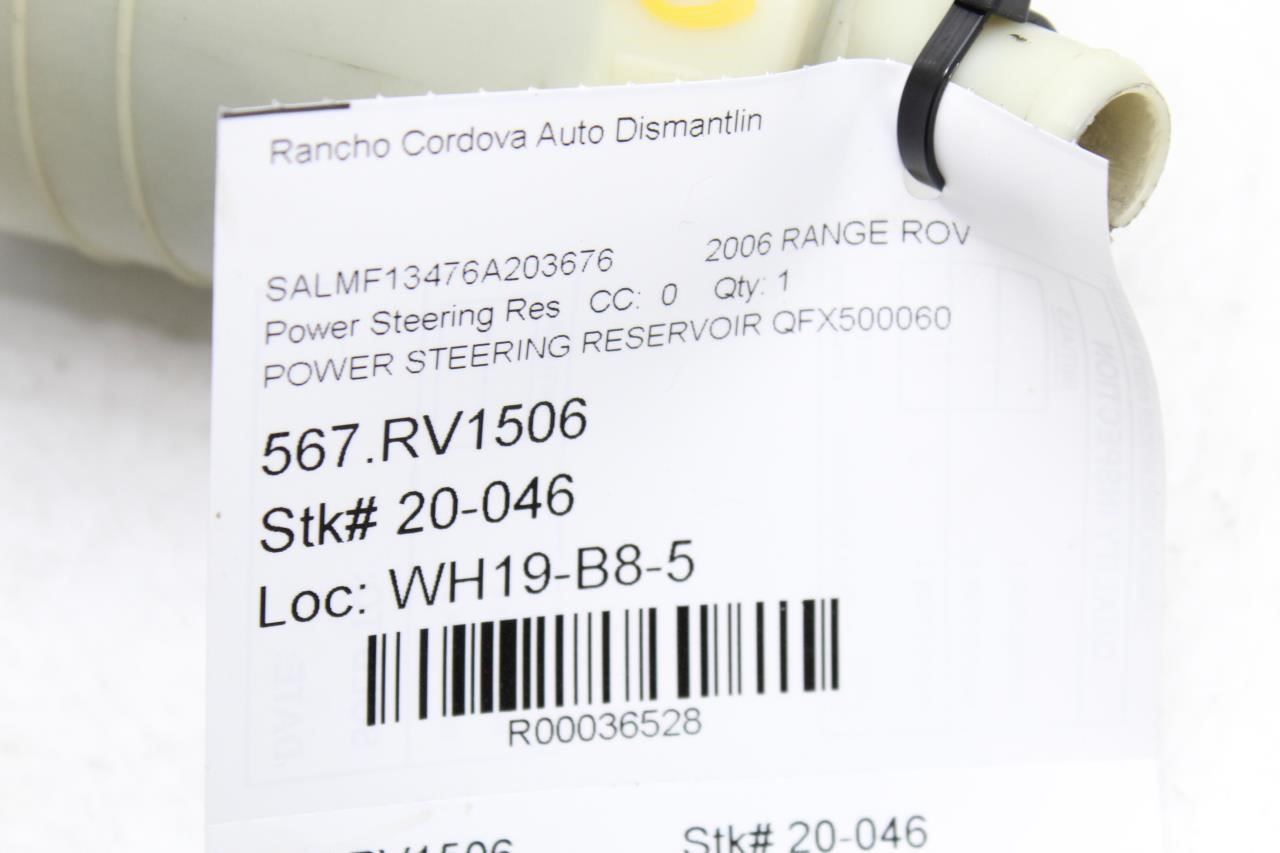 Rancho Cordova Auto Dismantlin
SALMF13476A203676 2006 RANGE ROV
Power Steering Res CC: 0 Qty: 1
POWER STEERING RESERVOIR QFX500060
567.RV1506
Stk# 20-046
Loc: WH19-B8-5
R00036528
RV1506 Stk# 20-046